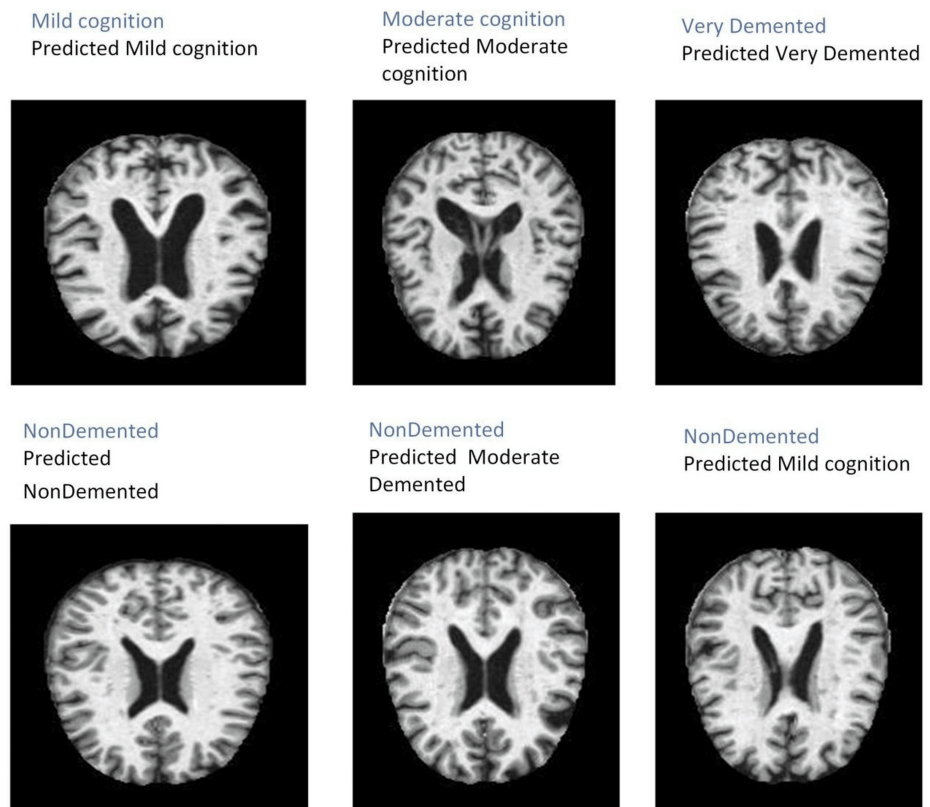 Mild cognition
Predicted Mild cognition
Moderate cognition
Predicted Moderate
cognition
Very Demented
Predicted Very Demented
NonDemented
Predicted
NonDemented
NonDemented
Predicted Moderate
Demented
NonDemented
Predicted Mild cognition